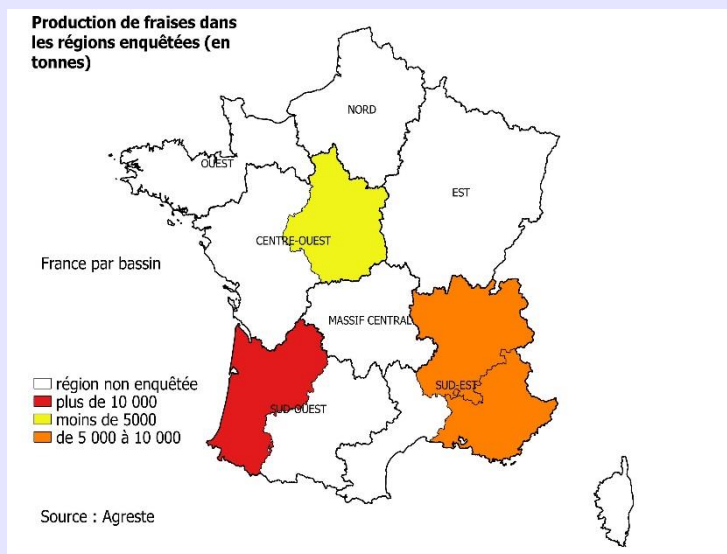 Production de fraises dans
les régions enquêtées (en
tonnes)
NORD
OUEST
EST
CENTRE-OUEST
France par bassin
MASSIF CENTRAL
SUD-EST
région non enquêtée
plus de 10 000
SUD-OUEST
moins de 5000
de 5 000 à 10 000
Source : Agreste